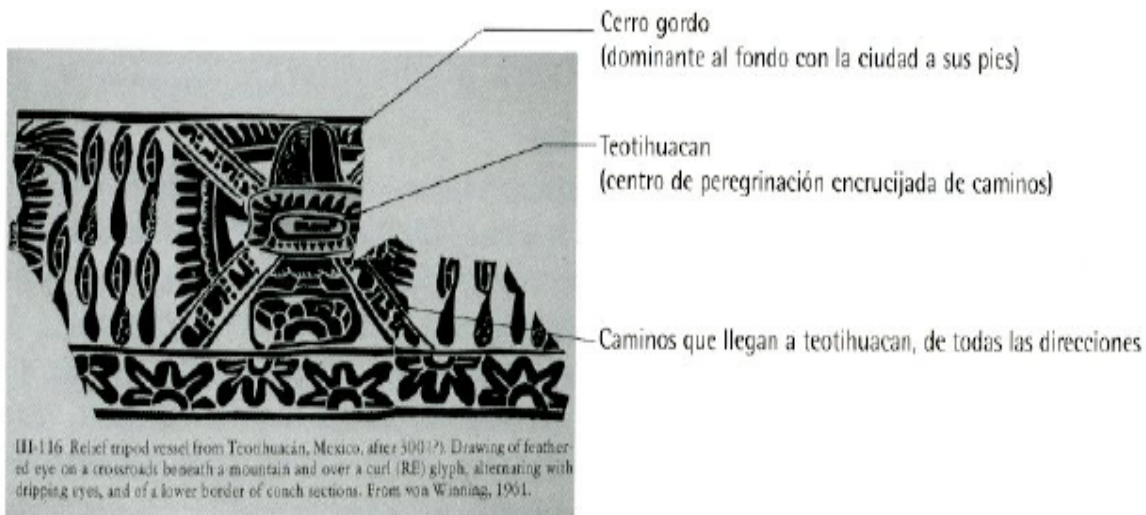 Cerro gordo
(dominante al fondo con la ciudad a sus pies)
Teotihuacan
(centro de peregrinación encrucijada de caminos)
Caminos que llegan a teotihuacan, de todas las direcciones
III-116. Relief tripod vessel from Teotihuacán, Mexico, after 300 (?). Drawing of feather-
ed eye on a crossroads beneath a mountain and over a curl (RE) glyph, alternating with
dripping eyes, and of a lower border of conch sections. From von Winning, 1961.